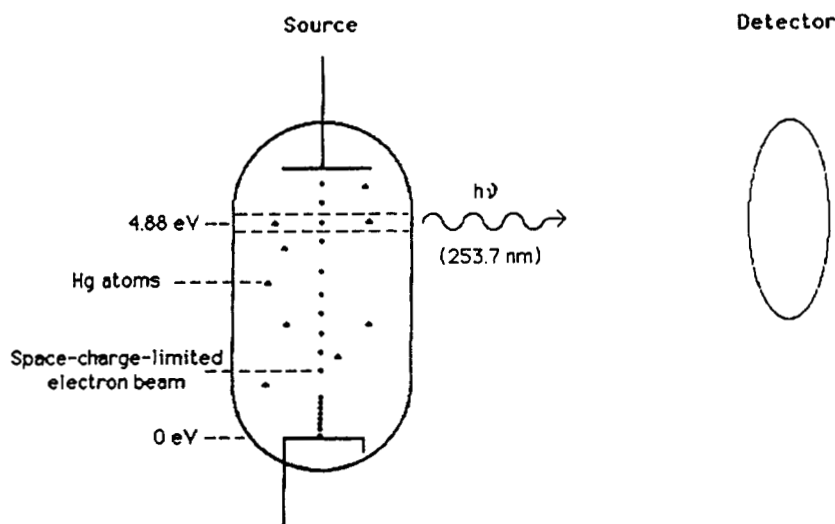 Source
Detector
hν
4.88 eV
(253.7 nm)
Hg atoms
Space-charge-limited
electron beam
0 eV